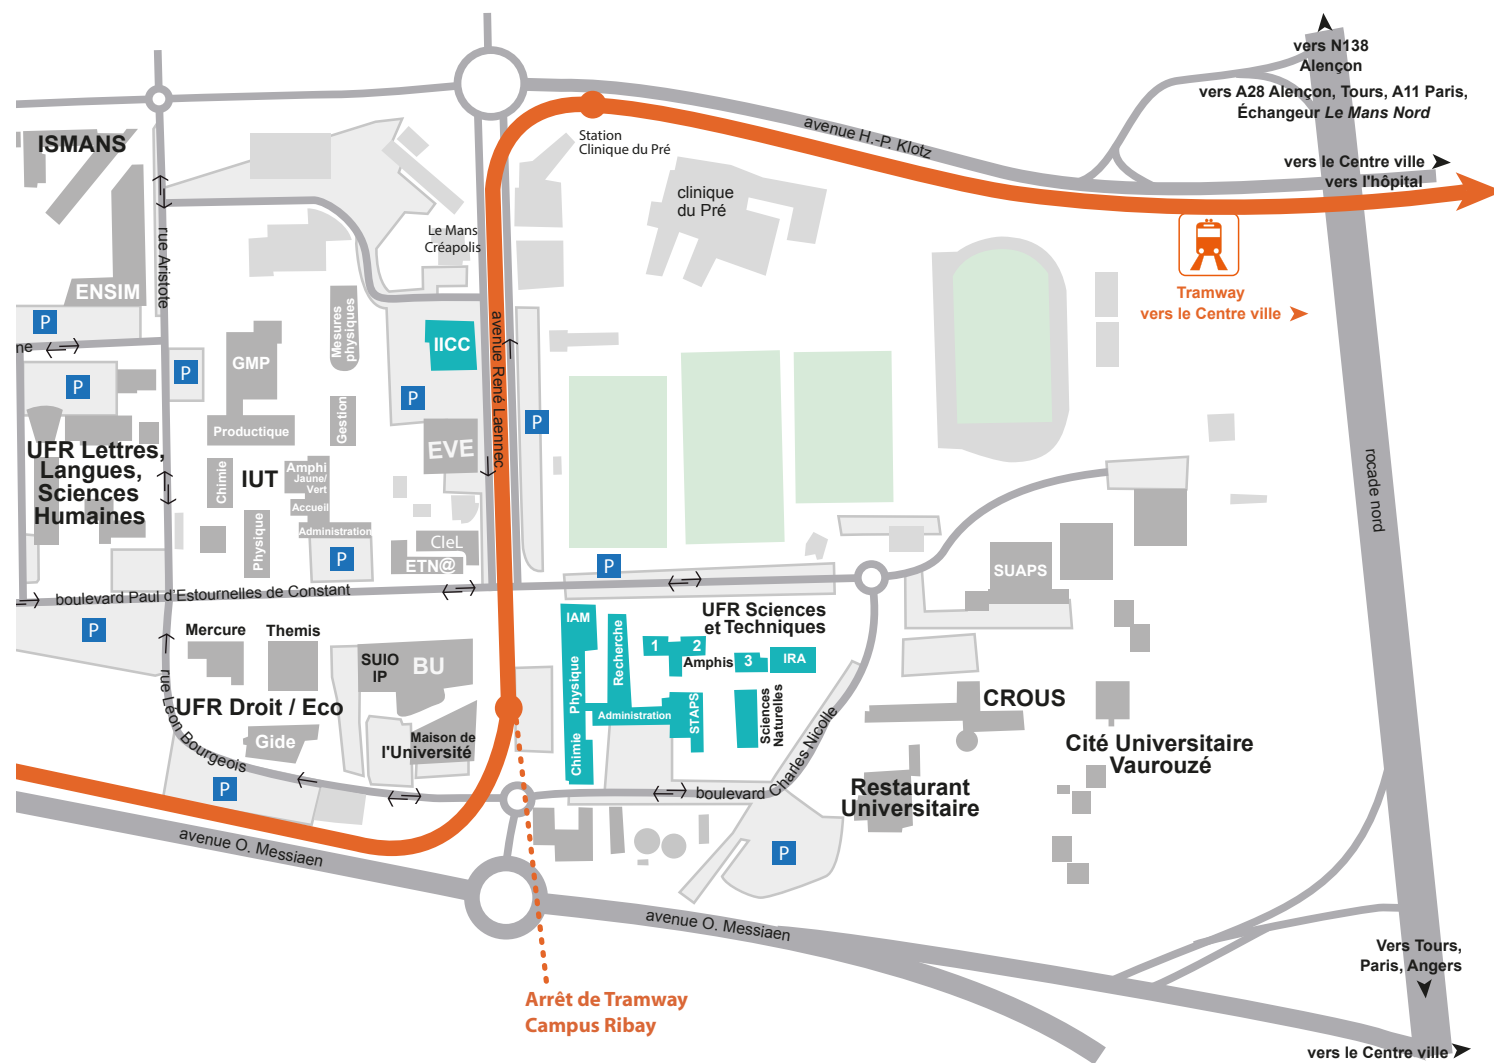 vers N138
Alençon
vers A28 Alençon, Tours, A11 Paris,
Échangeur Le Mans Nord
vers le Centre ville
vers l'hôpital
avenue H.-P. Klotz
Station
Clinique du Pré
clinique
du Pré
ISMANS
Le Mans
Créapolis
rue Aristote
ENSIM
Tramway
vers le Centre ville
P
P
P
P
P
ne
Mesures
physiques
IICC
avenue René Laennec
GMP
Productique
Gestion
EVE
UFR Lettres,
Langues,
Sciences
Humaines
Chimie
IUT
Amphi
Jaune/
Vert
Accueil
Administration
Physique
CIeL
ETN@
P
P
rocade nord
SUAPS
boulevard Paul d'Estournelles de Constant
P
Mercure
Themis
IAM
Recherche
UFR Sciences
et Techniques
1
2
Amphis
3
IRA
SUIO
IP
BU
Physique
Administration
STAPS
Sciences
Naturelles
rue Léon Bourgeois
UFR Droit / Eco
Gide
Maison de
l'Université
Chimie
CROUS
Cité Universitaire
Vaurouzé
boulevard Charles Nicolle
Restaurant
Universitaire
P
P
avenue O. Messiaen
avenue O. Messiaen
Vers Tours,
Paris, Angers
Arrêt de Tramway
Campus Ribay
vers le Centre ville